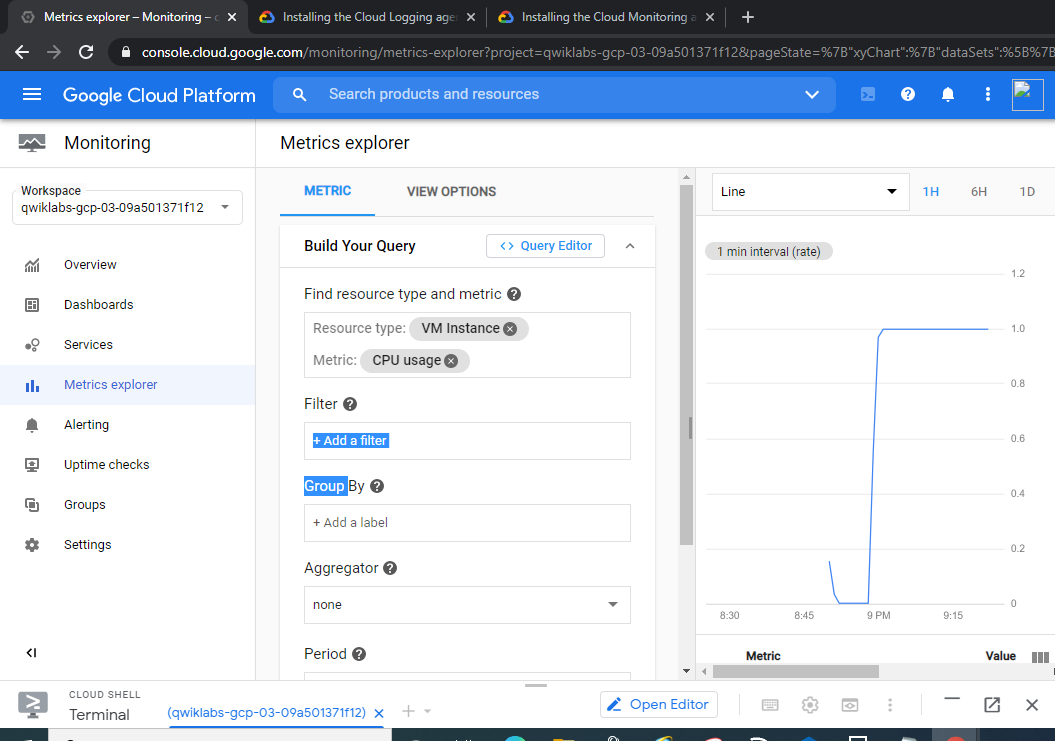 Metrics explorer – Monitoring –
Installing the Cloud Logging age
Installing the Cloud Monitoring a
console.cloud.google.com/monitoring/metrics-explorer?project=qwiklabs-gcp-03-09a501371f12&pageState=%7B"xyChart":%7B"dataSets":%5B%7B
Google Cloud Platform
Search products and resources
Monitoring
Metrics explorer
Workspace
qwiklabs-gcp-03-09a501371f12
Overview
Dashboards
Services
Metrics explorer
Alerting
Uptime checks
Groups
Settings
METRIC
VIEW OPTIONS
Build Your Query
<> Query Editor
Find resource type and metric
Resource type: VM Instance
Metric: CPU usage
Filter
+ Add a filter
Group By
+ Add a label
Aggregator
none
Period
Line
1H 6H 1D
1 min interval (rate)
1.2
1.0
0.8
0.6
0.4
0.2
0
8:30 8:45 9 PM 9:15
Metric Value
CLOUD SHELL
Terminal
(qwiklabs-gcp-03-09a501371f12)
Open Editor